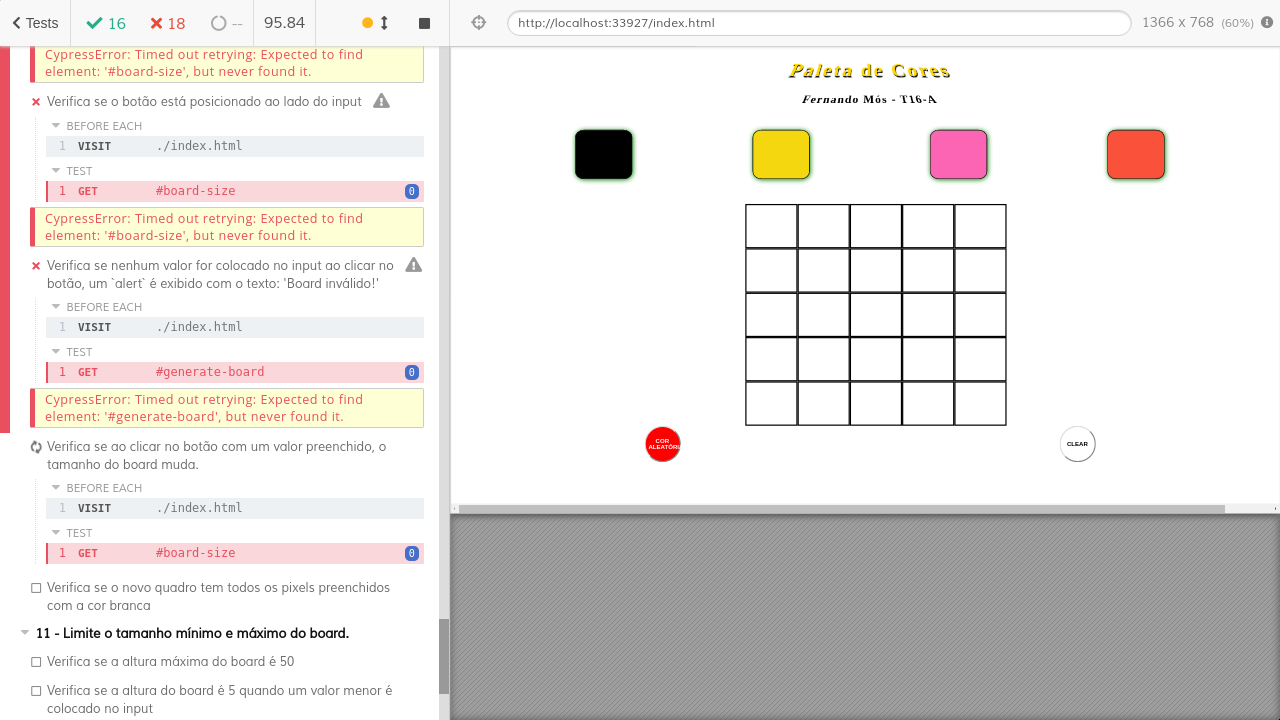 Tests
16
18
--
95.84
http://localhost:33927/index.html
1366 x 768 (60%)
CypressError: Timed out retrying: Expected to find
element: '#board-size', but never found it.
Verifica se o botão está posicionado ao lado do input
BEFORE EACH
1 VISIT ./index.html
TEST
1 GET #board-size 0
CypressError: Timed out retrying: Expected to find
element: '#board-size', but never found it.
Verifica se nenhum valor for colocado no input ao clicar no
botão, um `alert` é exibido com o texto: 'Board inválido!'
BEFORE EACH
1 VISIT ./index.html
TEST
1 GET #generate-board 0
CypressError: Timed out retrying: Expected to find
element: '#generate-board', but never found it.
Verifica se ao clicar no botão com um valor preenchido, o
tamanho do board muda.
BEFORE EACH
1 VISIT ./index.html
TEST
1 GET #board-size 0
Verifica se o novo quadro tem todos os pixels preenchidos
com a cor branca
11 - Limite o tamanho mínimo e máximo do board.
Verifica se a altura máxima do board é 50
Verifica se a altura do board é 5 quando um valor menor é
colocado no input
Paleta de Cores
Fernando Mós - T16-A
COR
CLEAR